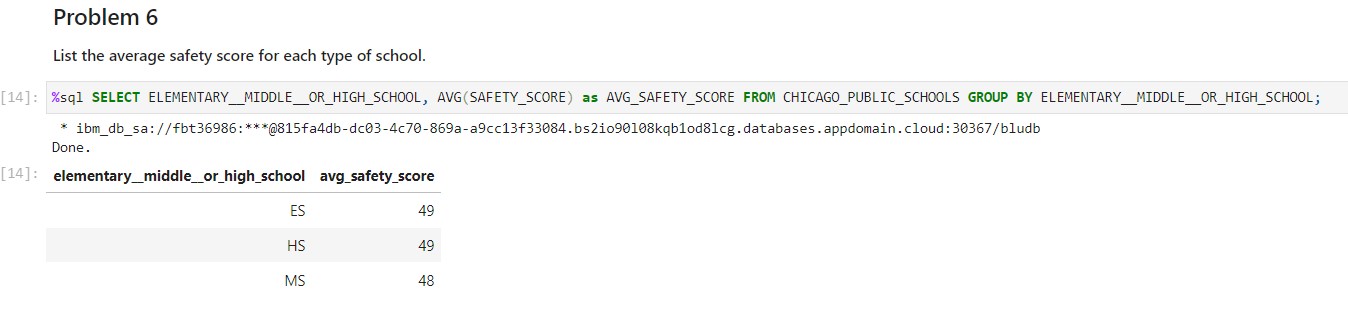 Problem 6
List the average safety score for each type of school.
[14]: %sql SELECT ELEMENTARY__MIDDLE__OR_HIGH_SCHOOL, AVG(SAFETY_SCORE) as AVG_SAFETY_SCORE FROM CHICAGO_PUBLIC_SCHOOLS GROUP BY ELEMENTARY__MIDDLE__OR_HIGH_SCHOOL;
* ibm_db_sa://fbt36986:***@815fa4db-dc03-4c70-869a-a9cc13f33084.bs2io90l08kqb1od8lcg.databases.appdomain.cloud:30367/bludb
Done.
[14]: elementary__middle__or_high_school avg_safety_score
ES 49
HS 49
MS 48